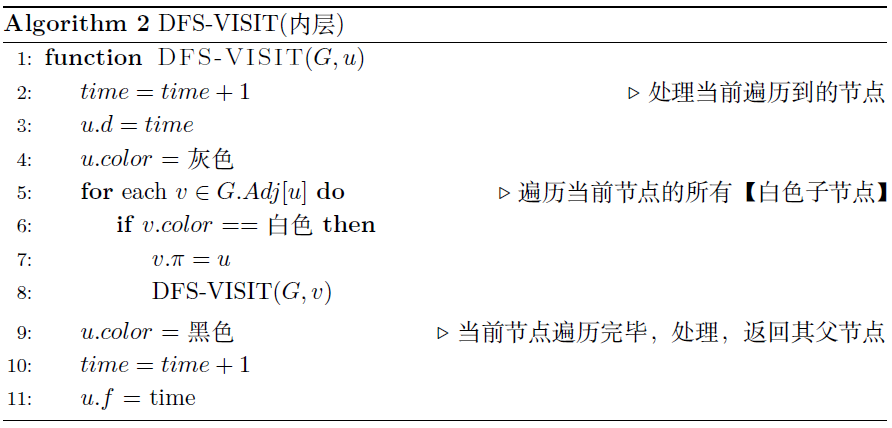 Algorithm 2 DFS-VISIT(内层)
1: function DFS-VISIT(G, u)
2: time = time + 1 ▷ 处理当前遍历到的节点
3: u.d = time
4: u.color = 灰色
5: for each v ∈ G.Adj[u] do ▷ 遍历当前节点的所有【白色子节点】
6: if v.color == 白色 then
7: v.π = u
8: DFS-VISIT(G, v)
9: u.color = 黑色 ▷ 当前节点遍历完毕，处理，返回其父节点
10: time = time + 1
11: u.f = time